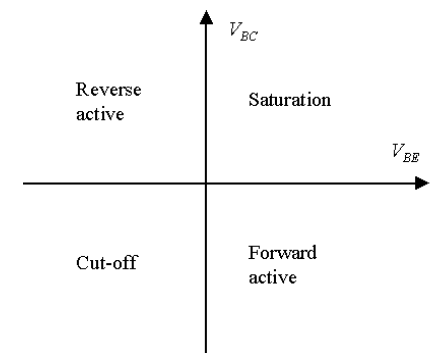 V_BC
Reverse
active
Saturation
V_BE
Cut-off
Forward
active